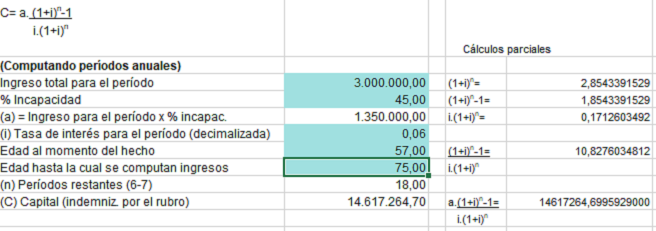 C= a. (1+i)ⁿ-1
i.(1+i)ⁿ
Cálculos parciales
(Computando períodos anuales)
Ingreso total para el período 3.000.000,00 (1+i)ⁿ= 2,8543391529
% Incapacidad 45,00 (1+i)ⁿ-1= 1,8543391529
(a) = Ingreso para el período x % incapac. 1.350.000,00 i.(1+i)ⁿ= 0,1712603492
(i) Tasa de interés para el período (decimalizada) 0,06
Edad al momento del hecho 57,00 (1+i)ⁿ-1= 10,8276034812
Edad hasta la cual se computan ingresos 75,00 i.(1+i)ⁿ
(n) Períodos restantes (6-7) 18,00
(C) Capital (indemniz. por el rubro) 14.617.264,70 a.(1+i)ⁿ-1= 14617264,6995929000
i.(1+i)ⁿ